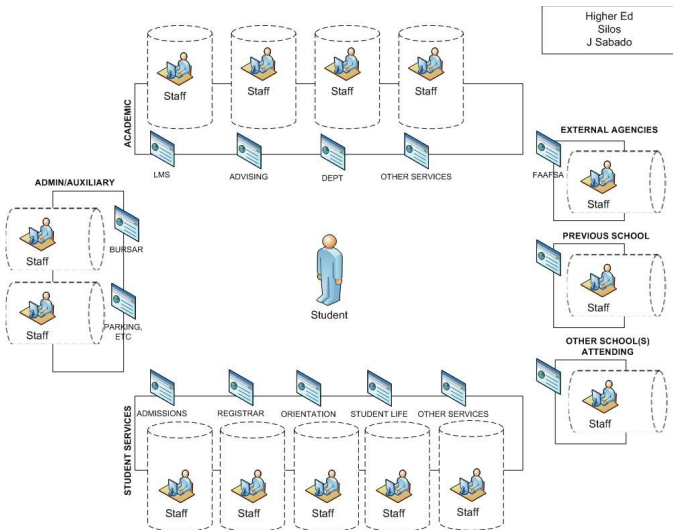 Higher Ed
Silos
J Sabado
Staff
Staff
Staff
Staff
ACADEMIC
LMS
ADVISING
DEPT
OTHER SERVICES
EXTERNAL AGENCIES
FAAFSA
Staff
ADMIN/AUXILIARY
Staff
BURSAR
Staff
PARKING,
ETC
PREVIOUS SCHOOL
Staff
Student
OTHER SCHOOL(S)
ATTENDING
Staff
ADMISSIONS
REGISTRAR
ORIENTATION
STUDENT LIFE
OTHER SERVICES
STUDENT SERVICES
Staff
Staff
Staff
Staff
Staff